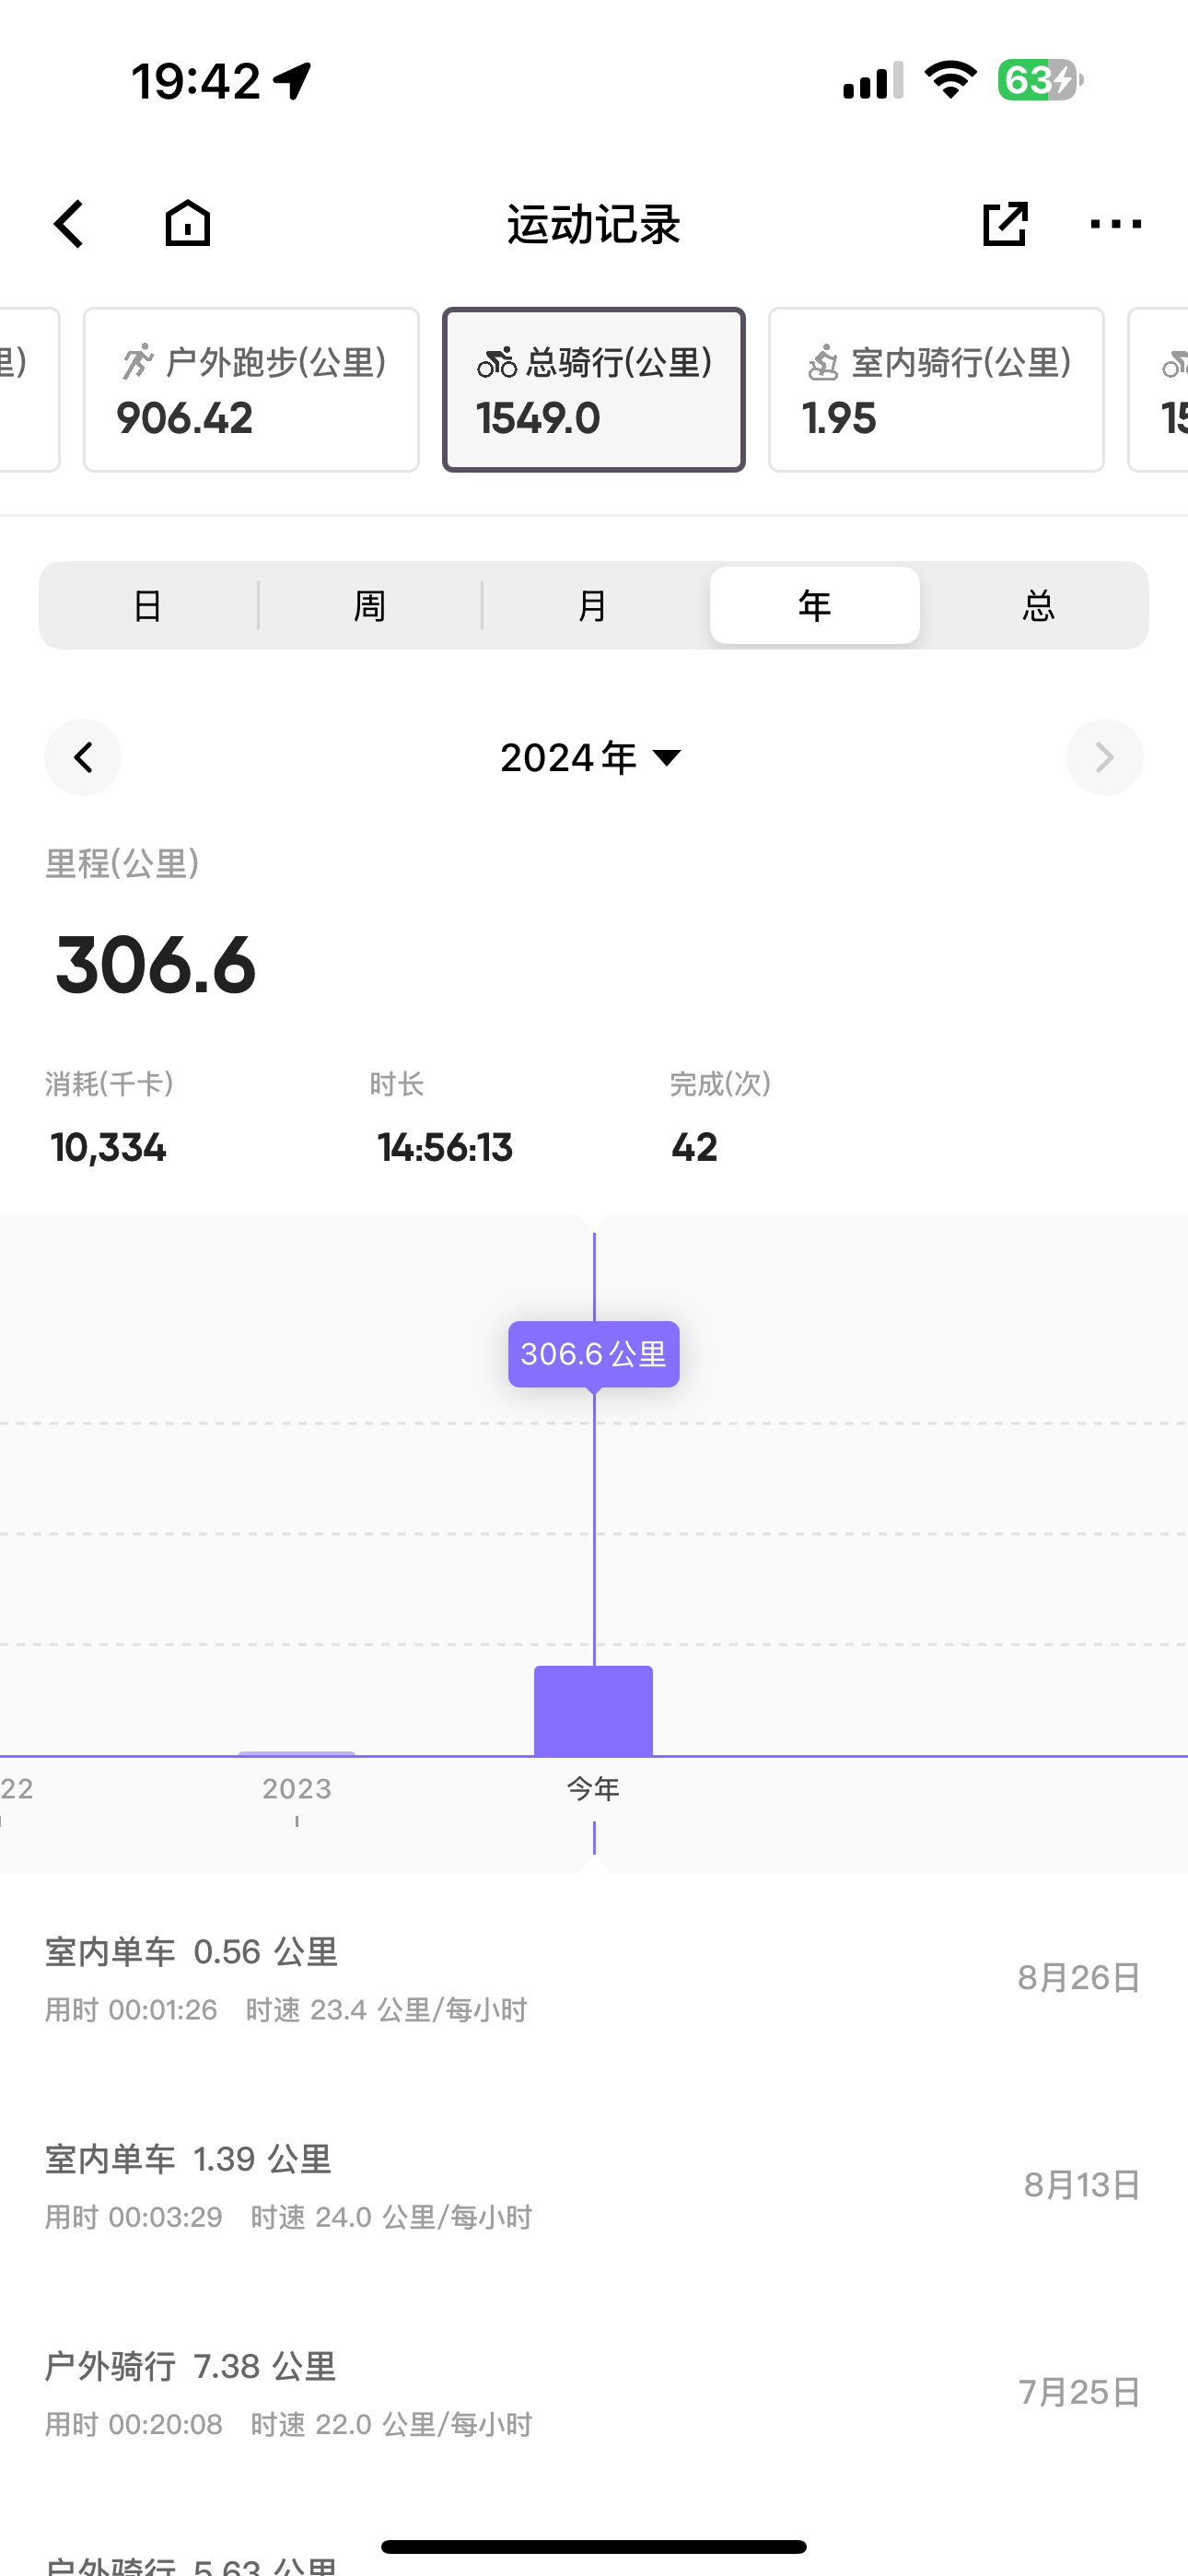 19:42
63
运动记录
里)
户外跑步(公里)
906.42
总骑行(公里)
1549.0
室内骑行(公里)
1.95
15
日 周 月 年 总
2024年
里程(公里)
306.6
消耗(千卡) 时长 完成(次)
10,334 14:56:13 42
306.6公里
22 2023 今年
室内单车 0.56 公里
用时 00:01:26 时速 23.4 公里/每小时
8月26日
室内单车 1.39 公里
用时 00:03:29 时速 24.0 公里/每小时
8月13日
户外骑行 7.38 公里
用时 00:20:08 时速 22.0 公里/每小时
7月25日
户外骑行 5.63 公里